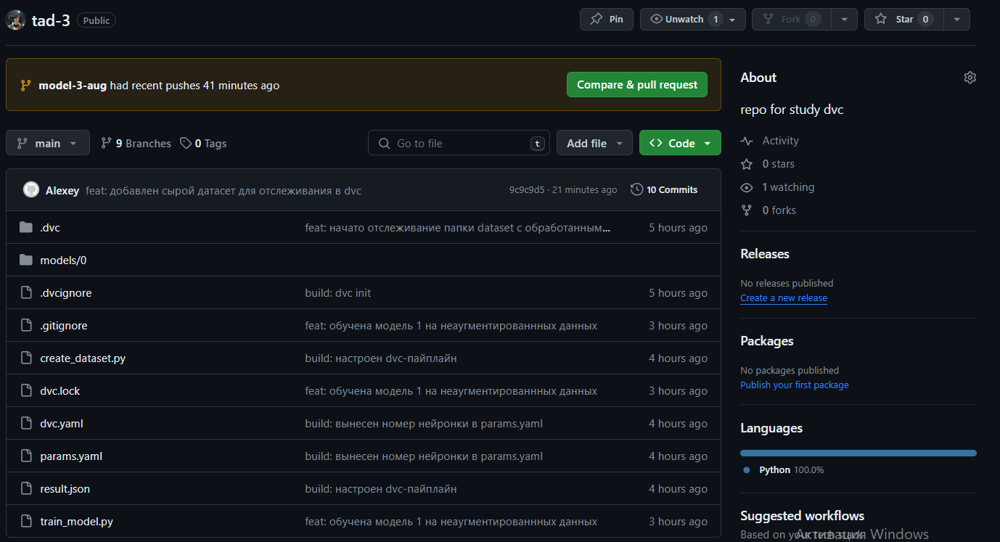 tad-3 Public Pin Unwatch 1 Fork 0 Star 0
model-3-aug had recent pushes 41 minutes ago Compare & pull request
main 9 Branches 0 Tags Go to file t Add file Code
Alexey feat: добавлен сырой датасет для отслеживания в dvc 9c9c9d5 · 21 minutes ago 10 Commits
.dvc feat: начато отслеживание папки dataset с обработанным... 5 hours ago
models/0
.dvcignore build: dvc init 5 hours ago
.gitignore feat: обучена модель 1 на неаугментированнных данных 3 hours ago
create_dataset.py build: настроен dvc-пайплайн 4 hours ago
dvc.lock feat: обучена модель 1 на неаугментированнных данных 3 hours ago
dvc.yaml build: вынесен номер нейронки в params.yaml 4 hours ago
params.yaml build: вынесен номер нейронки в params.yaml 4 hours ago
result.json build: настроен dvc-пайплайн 4 hours ago
train_model.py feat: обучена модель 1 на неаугментированнных данных 3 hours ago
About
repo for study dvc
Activity
0 stars
1 watching
0 forks
Releases
No releases published
Create a new release
Packages
No packages published
Publish your first package
Languages
Python 100.0%
Suggested workflows
Based on your tech stack
Активация Windows